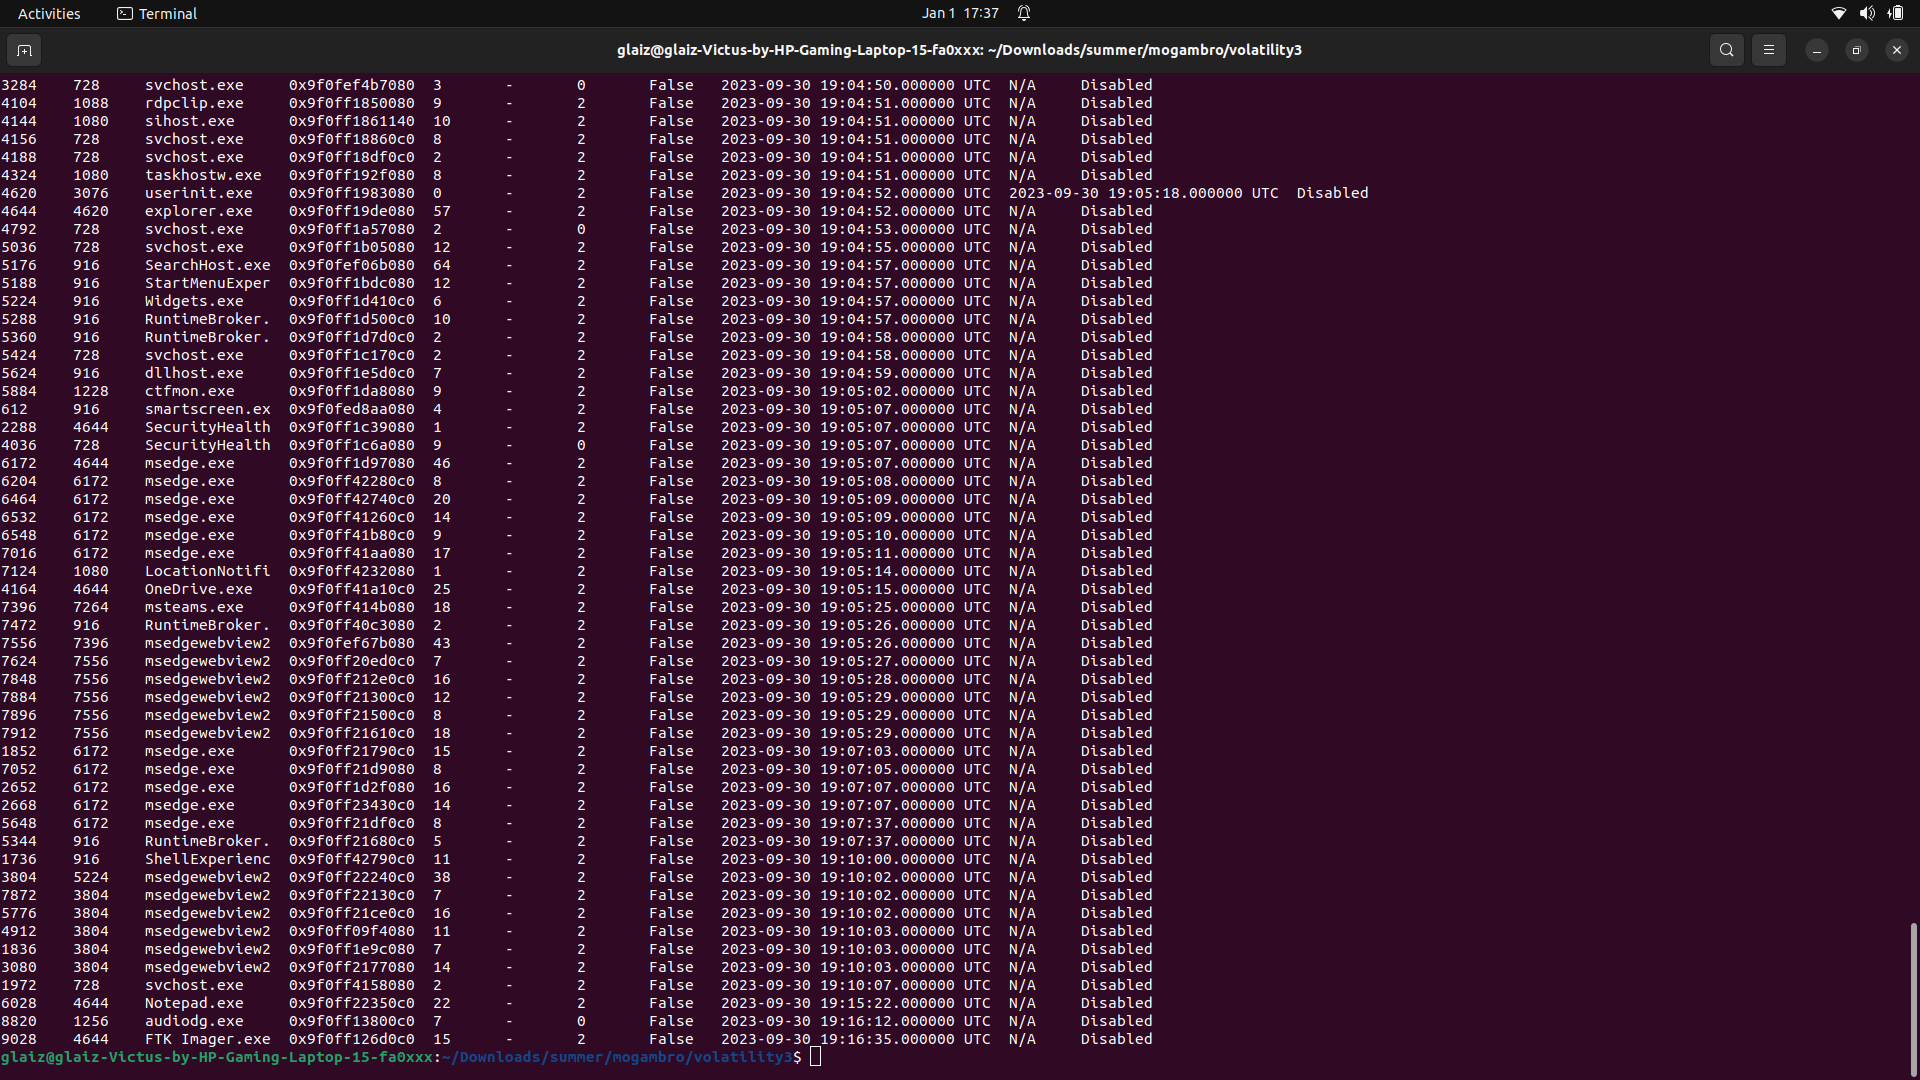 Activities Terminal Jan 1 17:37
glaiz@glaiz-Victus-by-HP-Gaming-Laptop-15-fa0xxx: ~/Downloads/summer/mogambro/volatility3
3284 728 svchost.exe 0x9f0fef4b7080 3 - 0 False 2023-09-30 19:04:50.000000 UTC N/A Disabled
4104 1088 rdpclip.exe 0x9f0ff1850080 9 - 2 False 2023-09-30 19:04:51.000000 UTC N/A Disabled
4144 1080 sihost.exe 0x9f0ff1861140 10 - 2 False 2023-09-30 19:04:51.000000 UTC N/A Disabled
4156 728 svchost.exe 0x9f0ff18860c0 8 - 2 False 2023-09-30 19:04:51.000000 UTC N/A Disabled
4188 728 svchost.exe 0x9f0ff18df0c0 2 - 2 False 2023-09-30 19:04:51.000000 UTC N/A Disabled
4324 1080 taskhostw.exe 0x9f0ff192f080 8 - 2 False 2023-09-30 19:04:51.000000 UTC N/A Disabled
4620 3076 userinit.exe 0x9f0ff1983080 0 - 2 False 2023-09-30 19:04:52.000000 UTC 2023-09-30 19:05:18.000000 UTC Disabled
4644 4620 explorer.exe 0x9f0ff19de080 57 - 2 False 2023-09-30 19:04:52.000000 UTC N/A Disabled
4792 728 svchost.exe 0x9f0ff1a57080 2 - 0 False 2023-09-30 19:04:53.000000 UTC N/A Disabled
5036 728 svchost.exe 0x9f0ff1b05080 12 - 2 False 2023-09-30 19:04:55.000000 UTC N/A Disabled
5176 916 SearchHost.exe 0x9f0fef06b080 64 - 2 False 2023-09-30 19:04:57.000000 UTC N/A Disabled
5188 916 StartMenuExper 0x9f0ff1bdc080 12 - 2 False 2023-09-30 19:04:57.000000 UTC N/A Disabled
5224 916 Widgets.exe 0x9f0ff1d410c0 6 - 2 False 2023-09-30 19:04:57.000000 UTC N/A Disabled
5288 916 RuntimeBroker. 0x9f0ff1d500c0 10 - 2 False 2023-09-30 19:04:57.000000 UTC N/A Disabled
5360 916 RuntimeBroker. 0x9f0ff1d7d0c0 2 - 2 False 2023-09-30 19:04:58.000000 UTC N/A Disabled
5424 728 svchost.exe 0x9f0ff1c170c0 2 - 2 False 2023-09-30 19:04:58.000000 UTC N/A Disabled
5624 916 dllhost.exe 0x9f0ff1e5d0c0 7 - 2 False 2023-09-30 19:04:59.000000 UTC N/A Disabled
5884 1228 ctfmon.exe 0x9f0ff1da8080 9 - 2 False 2023-09-30 19:05:02.000000 UTC N/A Disabled
612 916 smartscreen.ex 0x9f0fed8aa080 4 - 2 False 2023-09-30 19:05:07.000000 UTC N/A Disabled
2288 4644 SecurityHealth 0x9f0ff1c39080 1 - 2 False 2023-09-30 19:05:07.000000 UTC N/A Disabled
4036 728 SecurityHealth 0x9f0ff1c6a080 9 - 0 False 2023-09-30 19:05:07.000000 UTC N/A Disabled
6172 4644 msedge.exe 0x9f0ff1d97080 46 - 2 False 2023-09-30 19:05:07.000000 UTC N/A Disabled
6204 6172 msedge.exe 0x9f0ff42280c0 8 - 2 False 2023-09-30 19:05:08.000000 UTC N/A Disabled
6464 6172 msedge.exe 0x9f0ff42740c0 20 - 2 False 2023-09-30 19:05:09.000000 UTC N/A Disabled
6532 6172 msedge.exe 0x9f0ff41260c0 14 - 2 False 2023-09-30 19:05:09.000000 UTC N/A Disabled
6548 6172 msedge.exe 0x9f0ff41b80c0 9 - 2 False 2023-09-30 19:05:10.000000 UTC N/A Disabled
7016 6172 msedge.exe 0x9f0ff41aa080 17 - 2 False 2023-09-30 19:05:11.000000 UTC N/A Disabled
7124 1080 LocationNotifi 0x9f0ff4232080 1 - 2 False 2023-09-30 19:05:14.000000 UTC N/A Disabled
4164 4644 OneDrive.exe 0x9f0ff41a10c0 25 - 2 False 2023-09-30 19:05:15.000000 UTC N/A Disabled
7396 7264 msteams.exe 0x9f0ff414b080 18 - 2 False 2023-09-30 19:05:25.000000 UTC N/A Disabled
7472 916 RuntimeBroker. 0x9f0ff40c3080 2 - 2 False 2023-09-30 19:05:26.000000 UTC N/A Disabled
7556 7396 msedgewebview2 0x9f0fef67b080 43 - 2 False 2023-09-30 19:05:26.000000 UTC N/A Disabled
7624 7556 msedgewebview2 0x9f0ff20ed0c0 7 - 2 False 2023-09-30 19:05:27.000000 UTC N/A Disabled
7848 7556 msedgewebview2 0x9f0ff212e0c0 16 - 2 False 2023-09-30 19:05:28.000000 UTC N/A Disabled
7884 7556 msedgewebview2 0x9f0ff21300c0 12 - 2 False 2023-09-30 19:05:29.000000 UTC N/A Disabled
7896 7556 msedgewebview2 0x9f0ff21500c0 8 - 2 False 2023-09-30 19:05:29.000000 UTC N/A Disabled
7912 7556 msedgewebview2 0x9f0ff21610c0 18 - 2 False 2023-09-30 19:05:29.000000 UTC N/A Disabled
1852 6172 msedge.exe 0x9f0ff21790c0 15 - 2 False 2023-09-30 19:07:03.000000 UTC N/A Disabled
7052 6172 msedge.exe 0x9f0ff21d9080 8 - 2 False 2023-09-30 19:07:05.000000 UTC N/A Disabled
2652 6172 msedge.exe 0x9f0ff1d2f080 16 - 2 False 2023-09-30 19:07:07.000000 UTC N/A Disabled
2668 6172 msedge.exe 0x9f0ff23430c0 14 - 2 False 2023-09-30 19:07:07.000000 UTC N/A Disabled
5648 6172 msedge.exe 0x9f0ff21df0c0 8 - 2 False 2023-09-30 19:07:37.000000 UTC N/A Disabled
5344 916 RuntimeBroker. 0x9f0ff21680c0 5 - 2 False 2023-09-30 19:07:37.000000 UTC N/A Disabled
1736 916 ShellExperienc 0x9f0ff42790c0 11 - 2 False 2023-09-30 19:10:00.000000 UTC N/A Disabled
3804 5224 msedgewebview2 0x9f0ff22240c0 38 - 2 False 2023-09-30 19:10:02.000000 UTC N/A Disabled
7872 3804 msedgewebview2 0x9f0ff22130c0 7 - 2 False 2023-09-30 19:10:02.000000 UTC N/A Disabled
5776 3804 msedgewebview2 0x9f0ff21ce0c0 16 - 2 False 2023-09-30 19:10:02.000000 UTC N/A Disabled
4912 3804 msedgewebview2 0x9f0ff09f4080 11 - 2 False 2023-09-30 19:10:03.000000 UTC N/A Disabled
1836 3804 msedgewebview2 0x9f0ff1e9c080 7 - 2 False 2023-09-30 19:10:03.000000 UTC N/A Disabled
3080 3804 msedgewebview2 0x9f0ff2177080 14 - 2 False 2023-09-30 19:10:03.000000 UTC N/A Disabled
1972 728 svchost.exe 0x9f0ff4158080 2 - 2 False 2023-09-30 19:10:07.000000 UTC N/A Disabled
6028 4644 Notepad.exe 0x9f0ff22350c0 22 - 2 False 2023-09-30 19:15:22.000000 UTC N/A Disabled
8820 1256 audiodg.exe 0x9f0ff13800c0 7 - 0 False 2023-09-30 19:16:12.000000 UTC N/A Disabled
9028 4644 FTK Imager.exe 0x9f0ff126d0c0 15 - 2 False 2023-09-30 19:16:35.000000 UTC N/A Disabled
glaiz@glaiz-Victus-by-HP-Gaming-Laptop-15-fa0xxx:~/Downloads/summer/mogambro/volatility3$